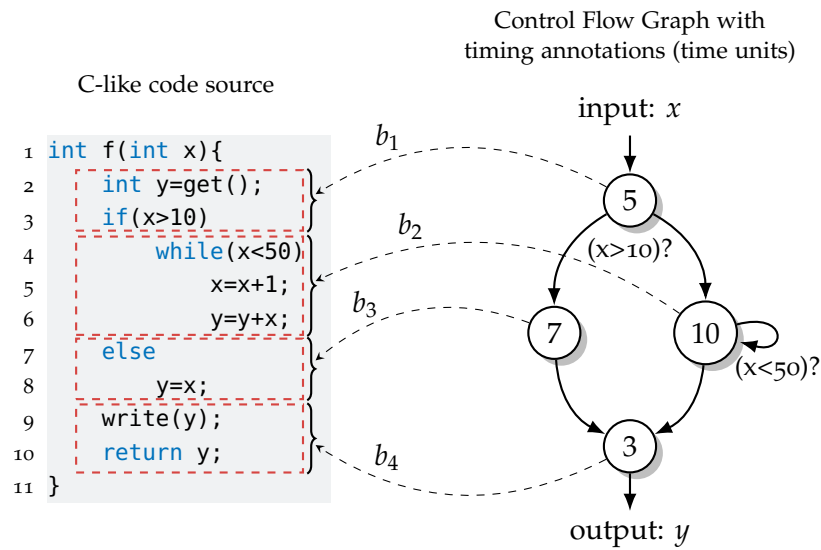 Control Flow Graph with
timing annotations (time units)
C-like code source
input: x
1 int f(int x){
2 int y=get();
3 if(x>10)
4 while(x<50)
5 x=x+1;
6 y=y+x;
7 else
8 y=x;
9 write(y);
10 return y;
11 }
b1
b2
b3
b4
5
(x>10)?
7
10
(x<50)?
3
output: y